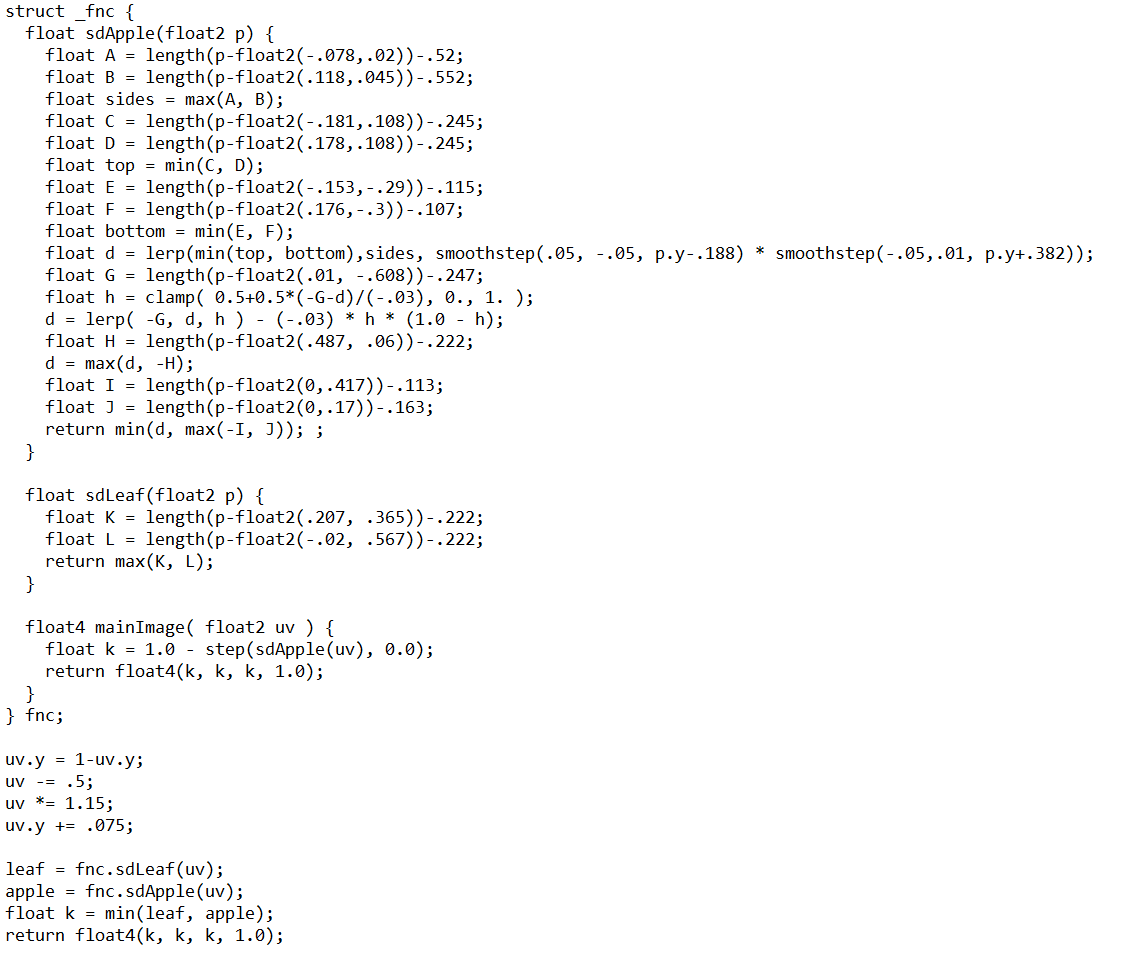 struct _fnc {
  float sdApple(float2 p) {
    float A = length(p-float2(-.078,.02))-.52;
    float B = length(p-float2(.118,.045))-.552;
    float sides = max(A, B);
    float C = length(p-float2(-.181,.108))-.245;
    float D = length(p-float2(.178,.108))-.245;
    float top = min(C, D);
    float E = length(p-float2(-.153,-.29))-.115;
    float F = length(p-float2(.176,-.3))-.107;
    float bottom = min(E, F);
    float d = lerp(min(top, bottom),sides, smoothstep(.05, -.05, p.y-.188) * smoothstep(-.05,.01, p.y+.382));
    float G = length(p-float2(.01, -.608))-.247;
    float h = clamp( 0.5+0.5*(-G-d)/(-.03), 0., 1. );
    d = lerp( -G, d, h ) - (-.03) * h * (1.0 - h);
    float H = length(p-float2(.487, .06))-.222;
    d = max(d, -H);
    float I = length(p-float2(0,.417))-.113;
    float J = length(p-float2(0,.17))-.163;
    return min(d, max(-I, J)); ;
  }

  float sdLeaf(float2 p) {
    float K = length(p-float2(.207, .365))-.222;
    float L = length(p-float2(-.02, .567))-.222;
    return max(K, L);
  }

  float4 mainImage( float2 uv ) {
    float k = 1.0 - step(sdApple(uv), 0.0);
    return float4(k, k, k, 1.0);
  }
} fnc;

uv.y = 1-uv.y;
uv -= .5;
uv *= 1.15;
uv.y += .075;

leaf = fnc.sdLeaf(uv);
apple = fnc.sdApple(uv);
float k = min(leaf, apple);
return float4(k, k, k, 1.0);